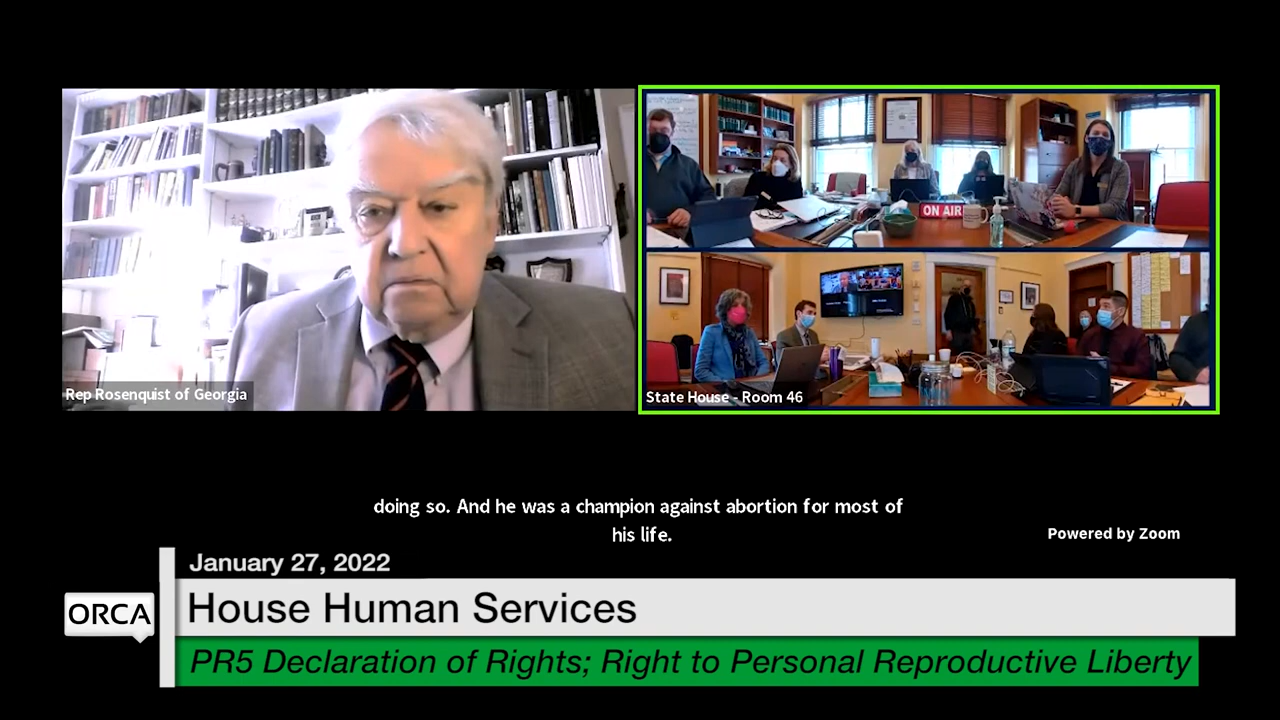 ON AIR
Rep Rosenquist of Georgia
State House - Room 46
doing so. And he was a champion against abortion for most of
his life.
Powered by Zoom
January 27, 2022
ORCA
House Human Services
PR5 Declaration of Rights; Right to Personal Reproductive Liberty